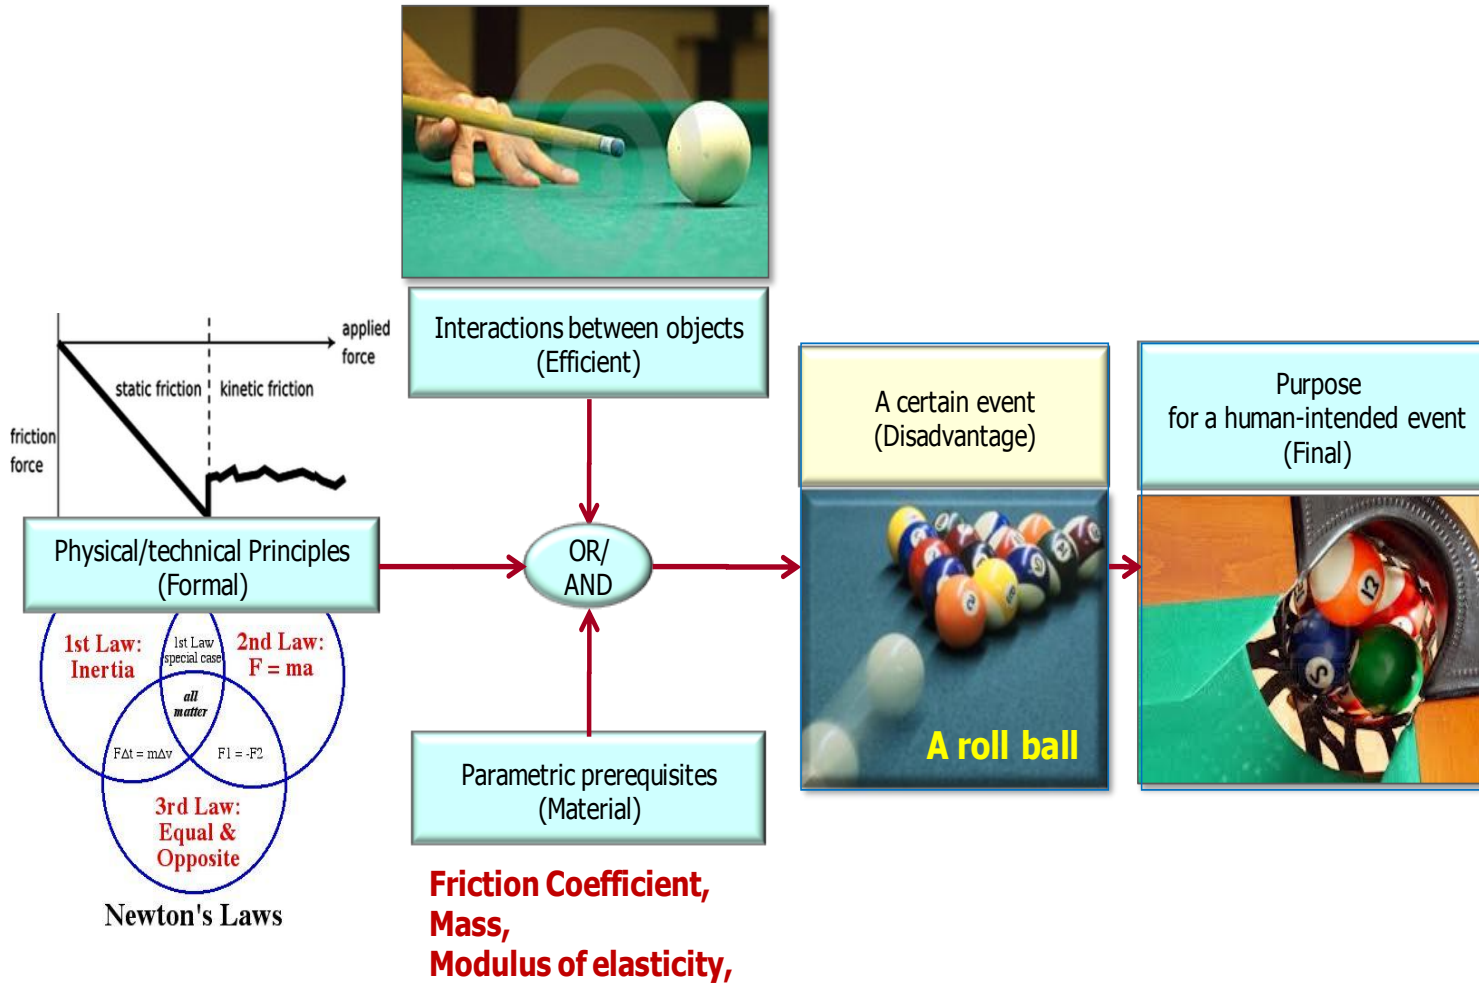 Interactions between objects
(Efficient)
applied
force
static friction
kinetic friction
friction
force
Physical/technical Principles
(Formal)
OR/
AND
A certain event
(Disadvantage)
Purpose
for a human-intended event
(Final)
1st Law:
Inertia
1st Law
special case
2nd Law:
F = ma
all
matter
FΔt = mΔv
F1 = -F2
3rd Law:
Equal &
Opposite
Newton's Laws
A roll ball
13
Parametric prerequisites
(Material)
Friction Coefficient,
Mass,
Modulus of elasticity,